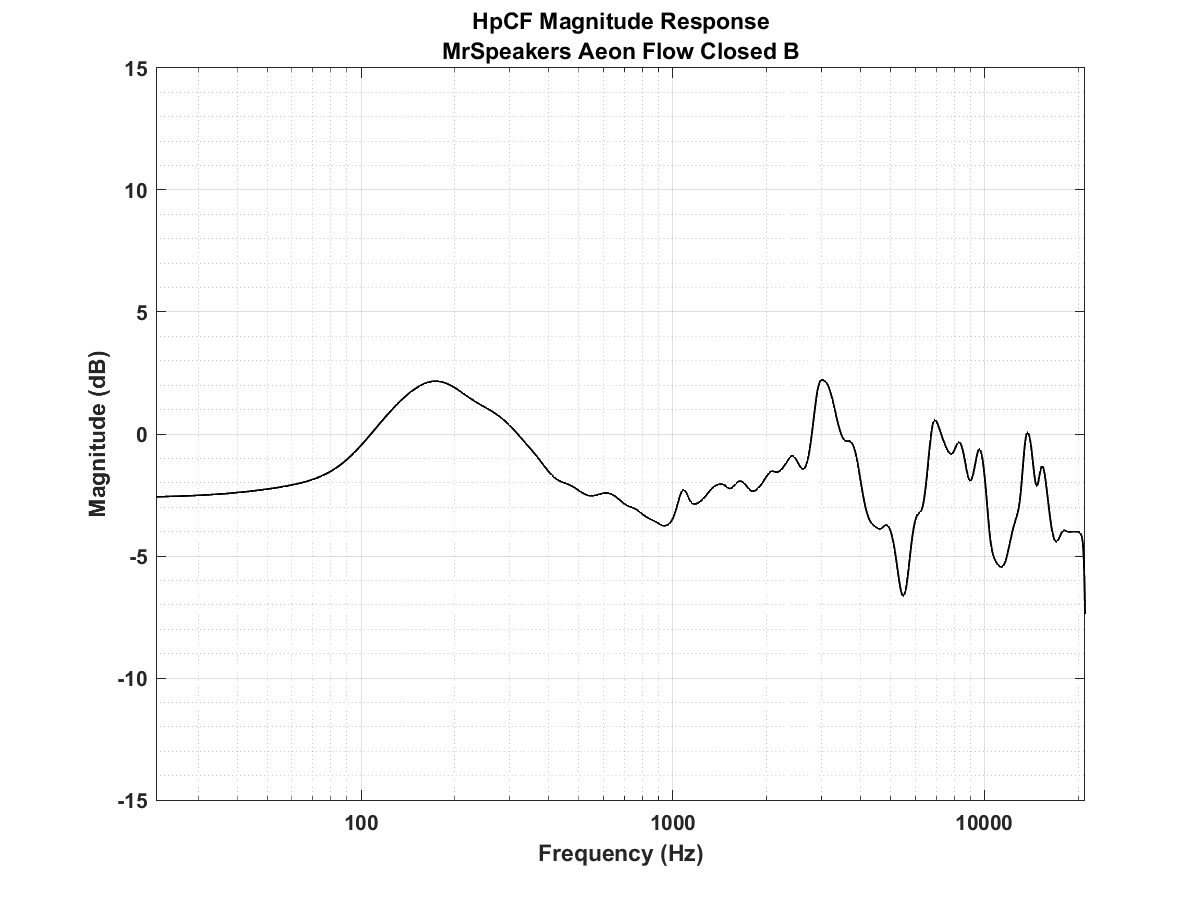 HpCF Magnitude Response
MrSpeakers Aeon Flow Closed B
15
10
5
0
-5
-10
-15
Magnitude (dB)
100
1000
10000
Frequency (Hz)